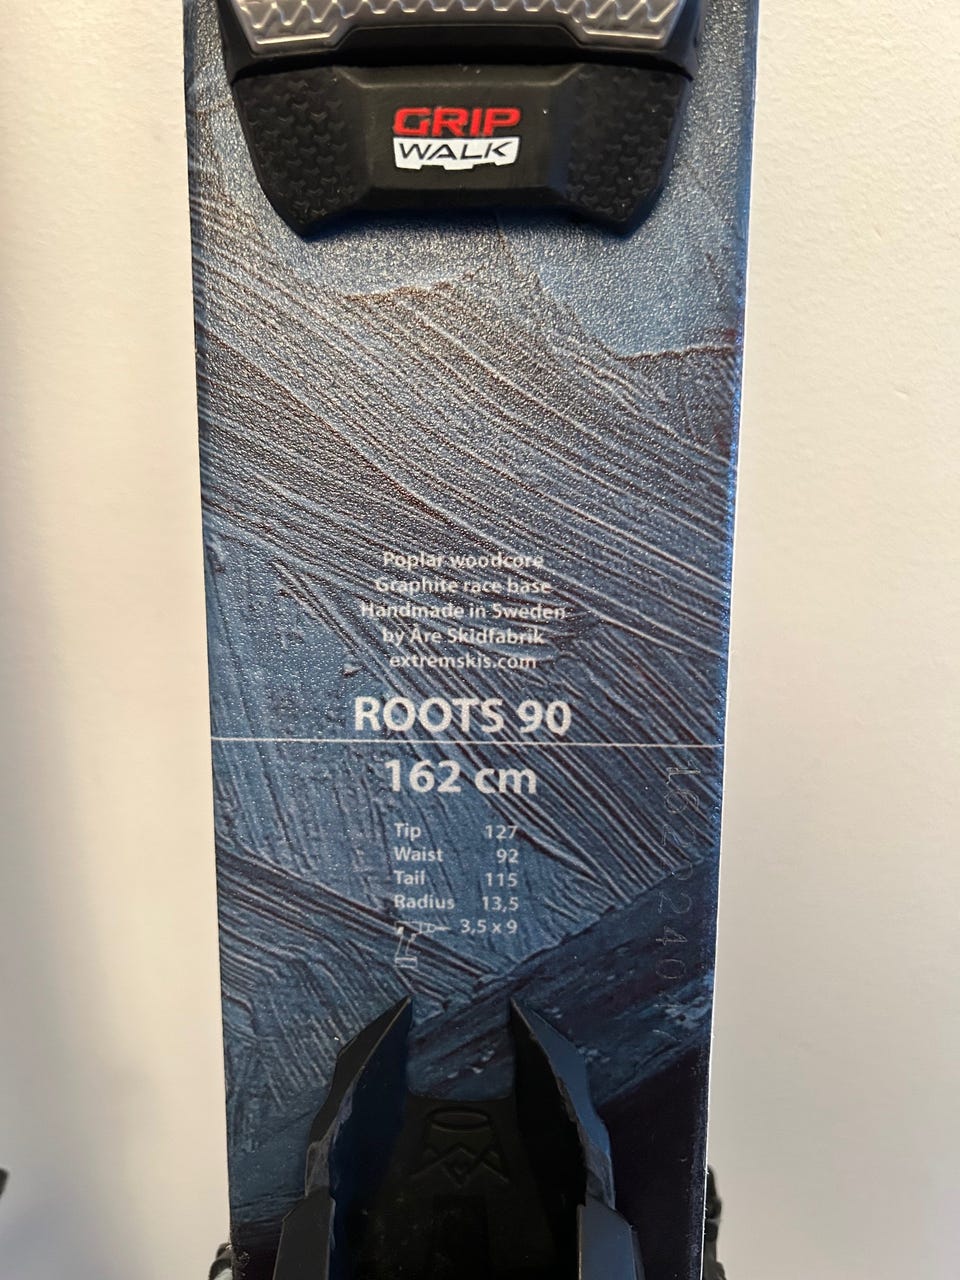 GRIP
WALK
Poplar woodcore
Graphite race base
Handmade in Sweden
by Åre Skidfabrik
extremskis.com
ROOTS 90
162 cm
Tip 127
Waist 92
Tail 115
Radius 13,5
3,5 x 9